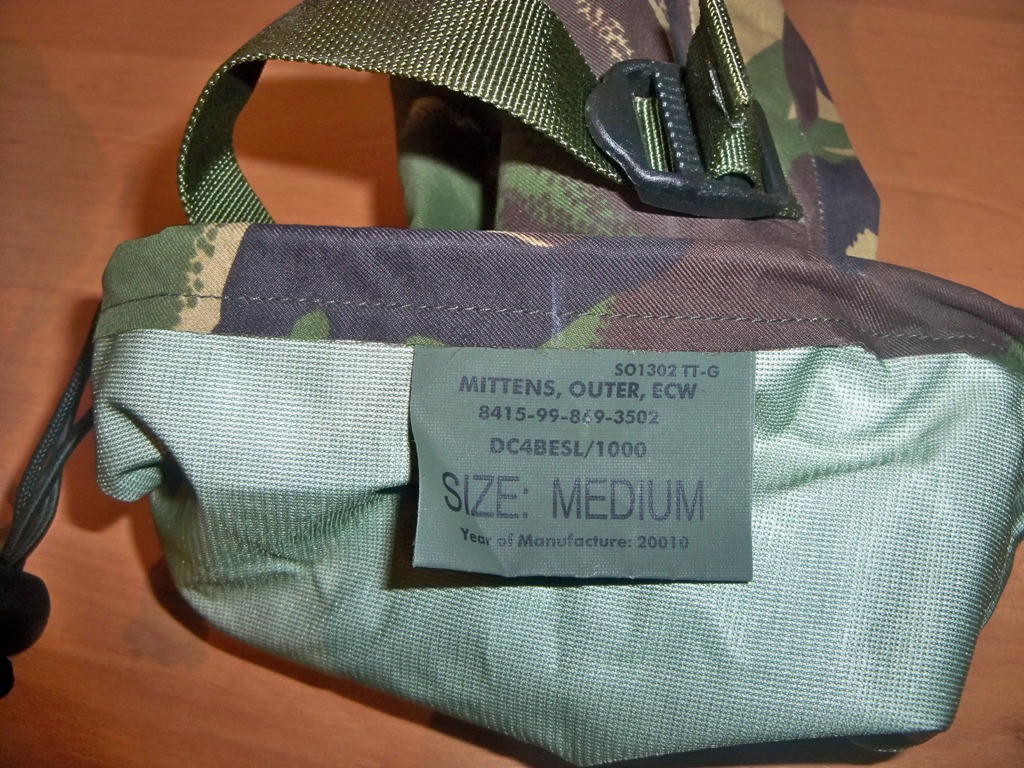 SO1302 TT-G
MITTENS, OUTER, ECW
8415-99-869-3502
DC4BESL/1000
SIZE: MEDIUM
Year of Manufacture: 20010